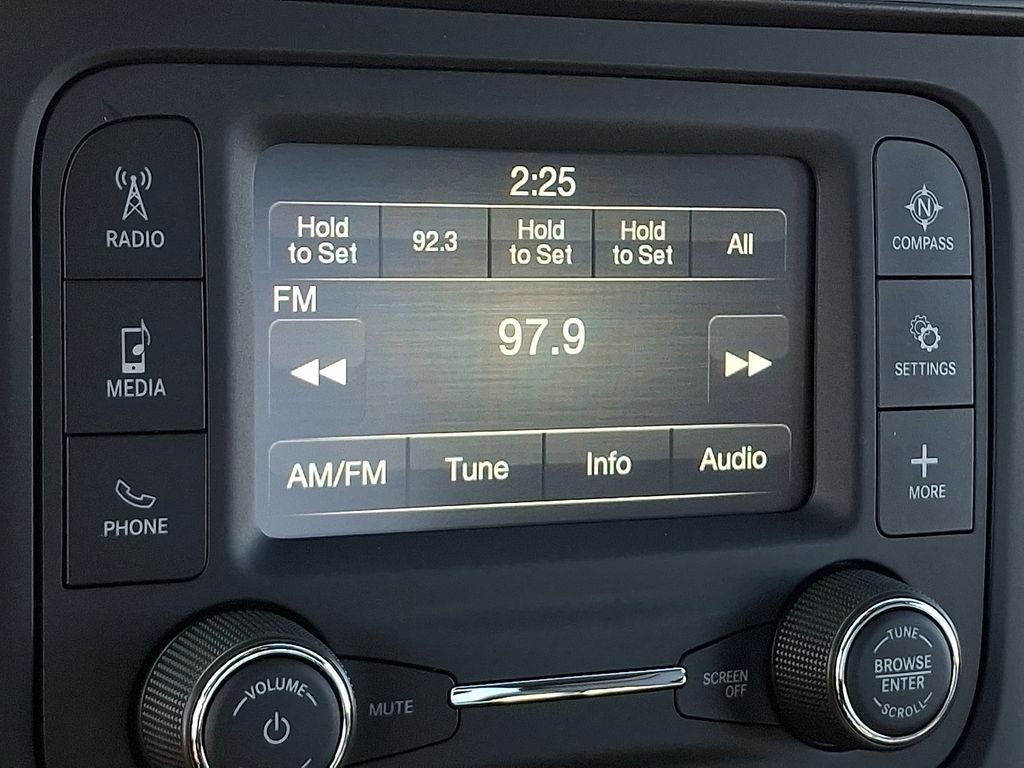 2:25
Hold
to Set
92.3
Hold
to Set
Hold
to Set
All
FM
97.9
AM/FM
Tune
Info
Audio
RADIO
MEDIA
PHONE
N
COMPASS
SETTINGS
MORE
VOLUME
MUTE
SCREEN
OFF
TUNE
BROWSE
ENTER
SCROLL